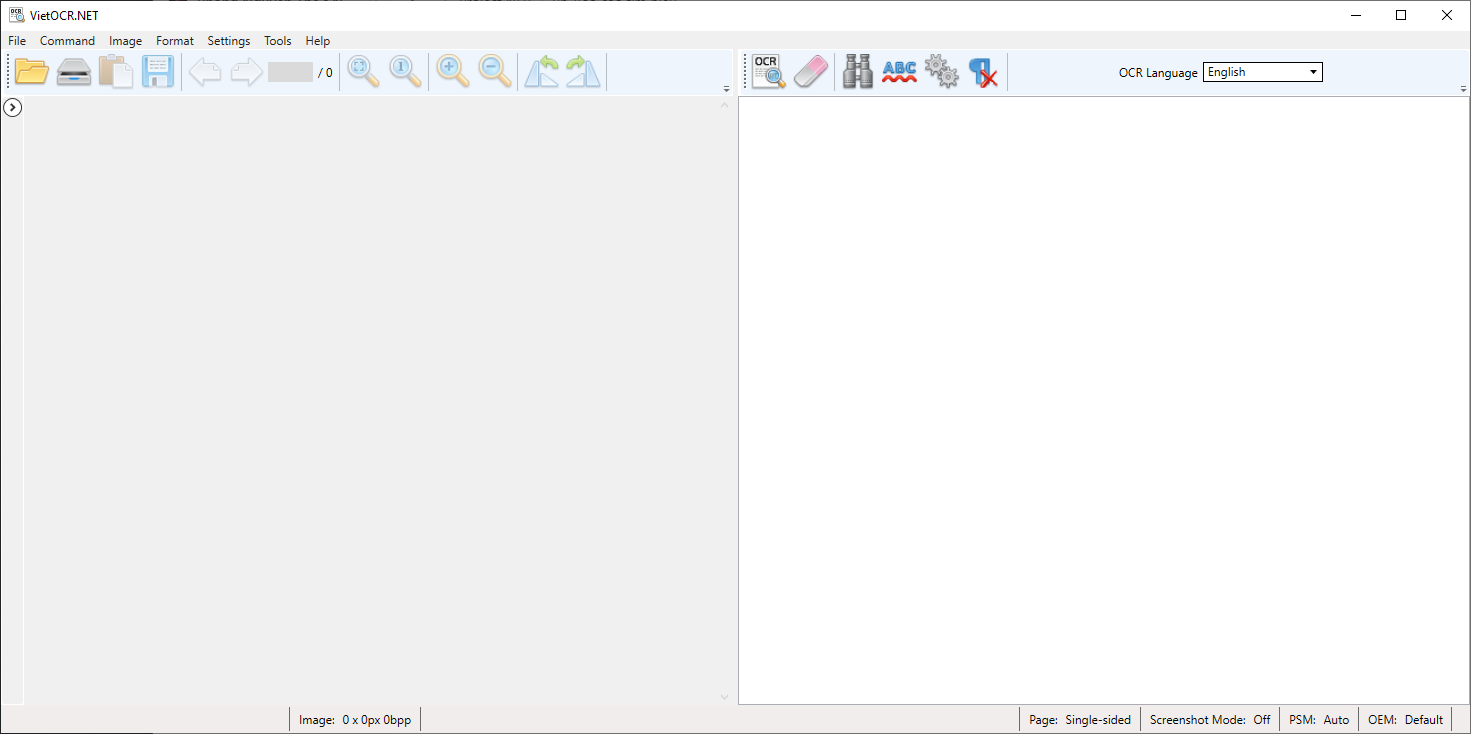 VietOCR.NET
File Command Image Format Settings Tools Help
/ 0
OCR
ABC
OCR Language English
Image: 0 x 0px 0bpp
Page: Single-sided Screenshot Mode: Off PSM: Auto OEM: Default